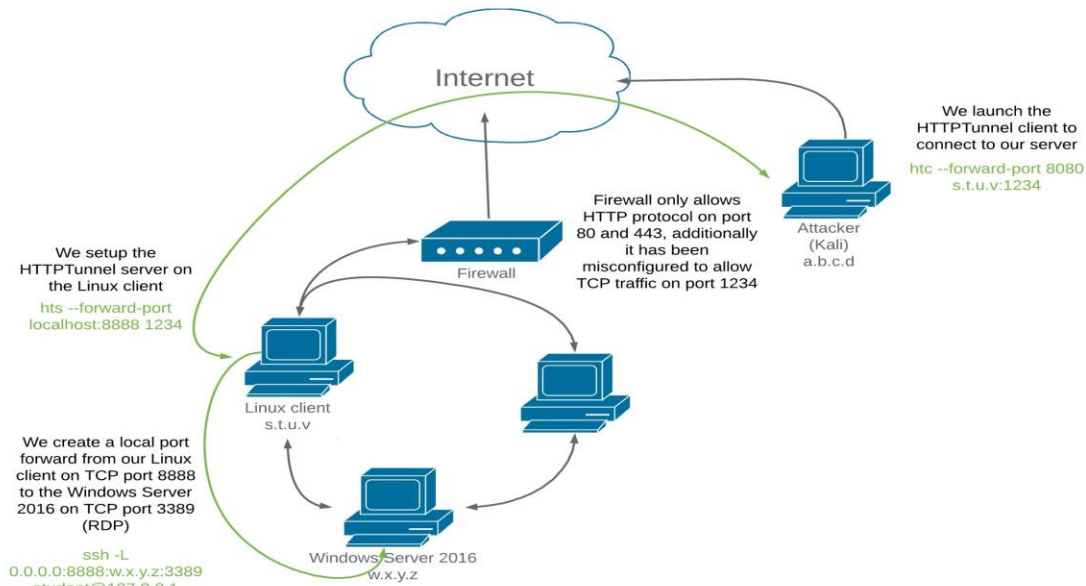 Internet
We launch the
HTTPTunnel client to
connect to our server
htc --forward-port 8080
s.t.u.v:1234
Attacker
(Kali)
a.b.c.d
Firewall only allows
HTTP protocol on port
80 and 443, additionally
it has been
misconfigured to allow
TCP traffic on port 1234
Firewall
We setup the
HTTPTunnel server on
the Linux client
hts --forward-port
localhost:8888 1234
Linux client
s.t.u.v
We create a local port
forward from our Linux
client on TCP port 8888
to the Windows Server
2016 on TCP port 3389
(RDP)
ssh -L
0.0.0.0:8888:w.x.y.z:3389
Windows Server 2016
w.x.y.z